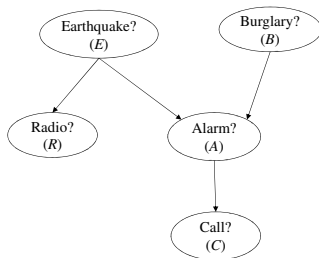 Earthquake?
(E)
Burglary?
(B)
Radio?
(R)
Alarm?
(A)
Call?
(C)